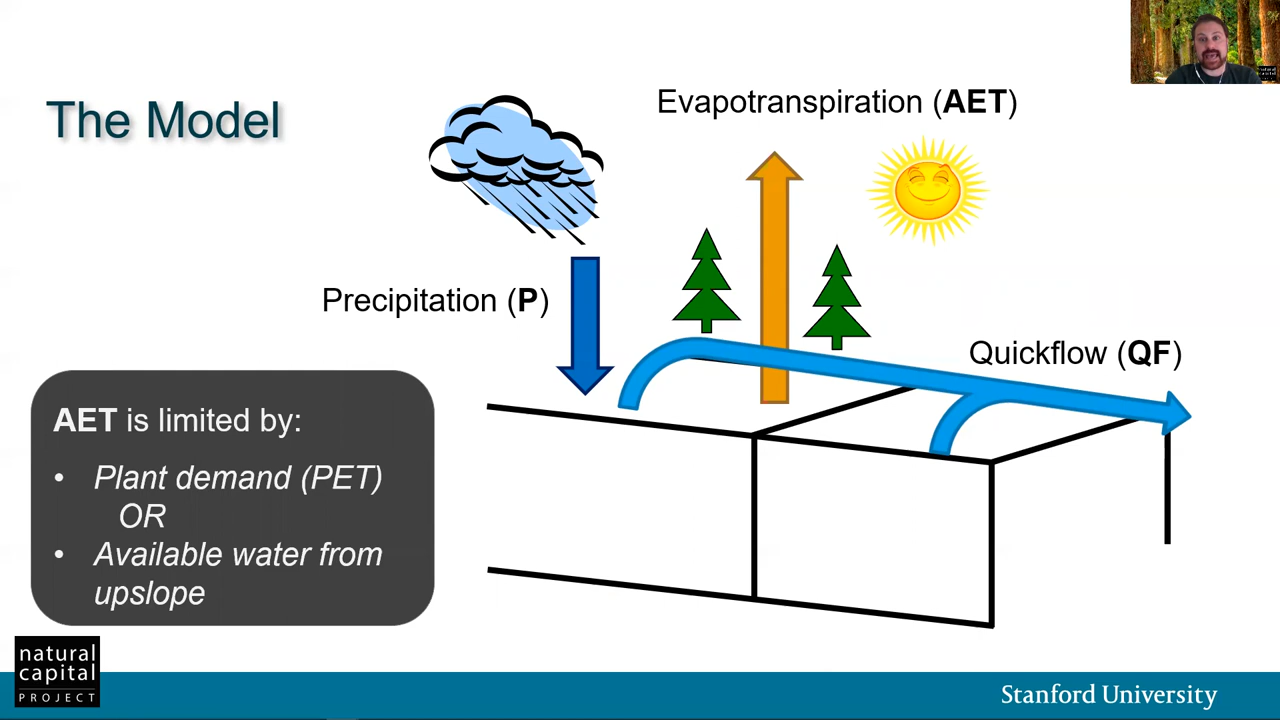 The Model
Evapotranspiration (AET)
Precipitation (P)
Quickflow (QF)
AET is limited by:
• Plant demand (PET)
OR
• Available water from
upslope
natural
capital
PROJECT
Stanford University